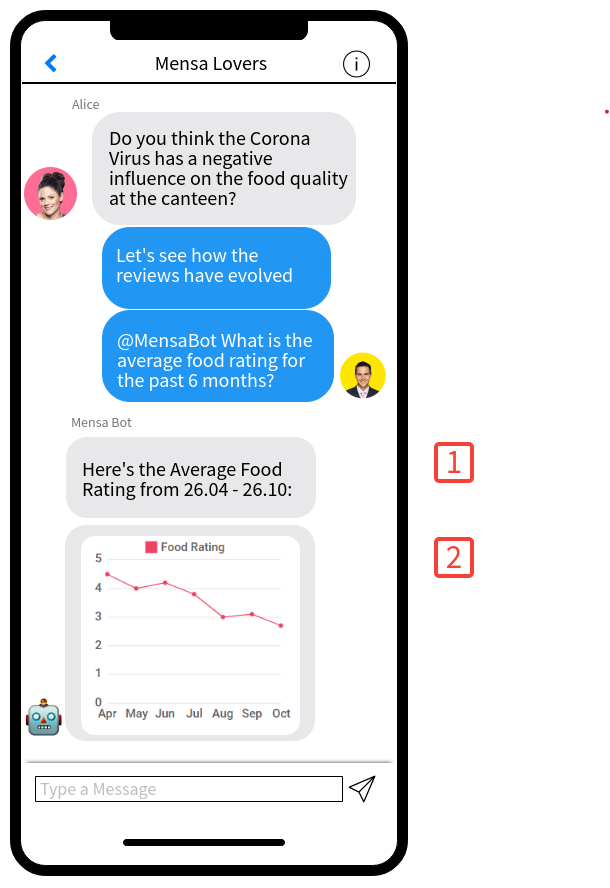 Mensa Lovers
i
Alice
Do you think the Corona
Virus has a negative
influence on the food quality
at the canteen?
Let's see how the
reviews have evolved
@MensaBot What is the
average food rating for
the past 6 months?
Mensa Bot
Here's the Average Food
Rating from 26.04 - 26.10:
1
2
Food Rating
5
4
3
2
1
0
Apr May Jun Jul Aug Sep Oct
Type a Message